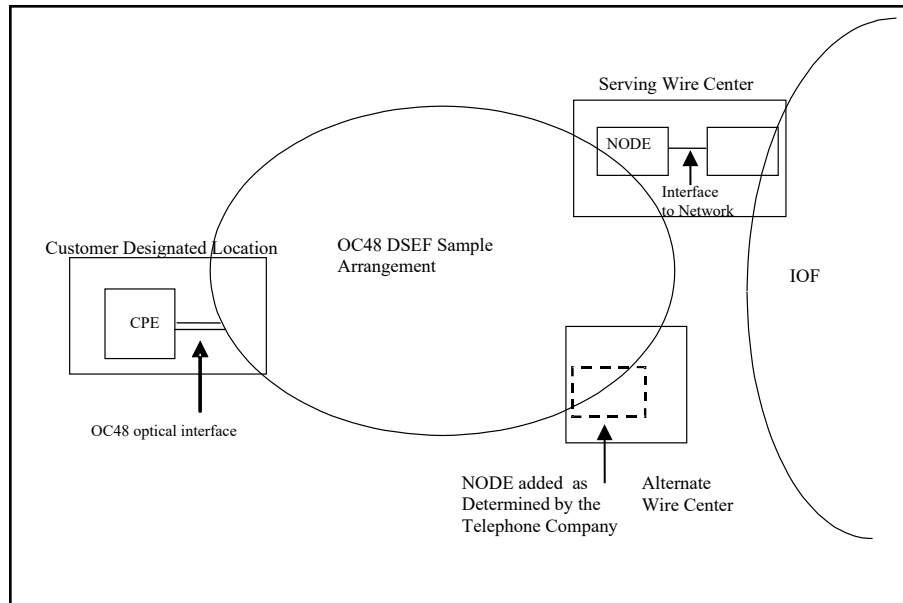 Serving Wire Center
NODE
Interface
to Network
Customer Designated Location
OC48 DSEF Sample
Arrangement
IOF
CPE
OC48 optical interface
NODE added as
Determined by the
Telephone Company
Alternate
Wire Center